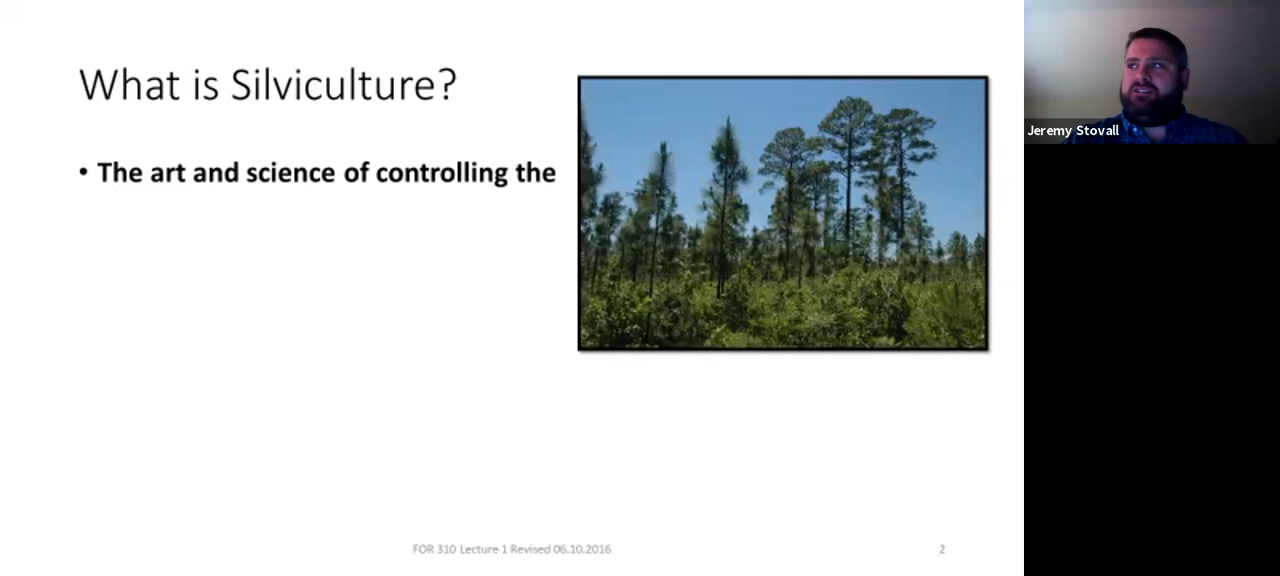 What is Silviculture?
• The art and science of controlling the
Jeremy Stovall
FOR 310 Lecture 1 Revised 06.10.2016
2